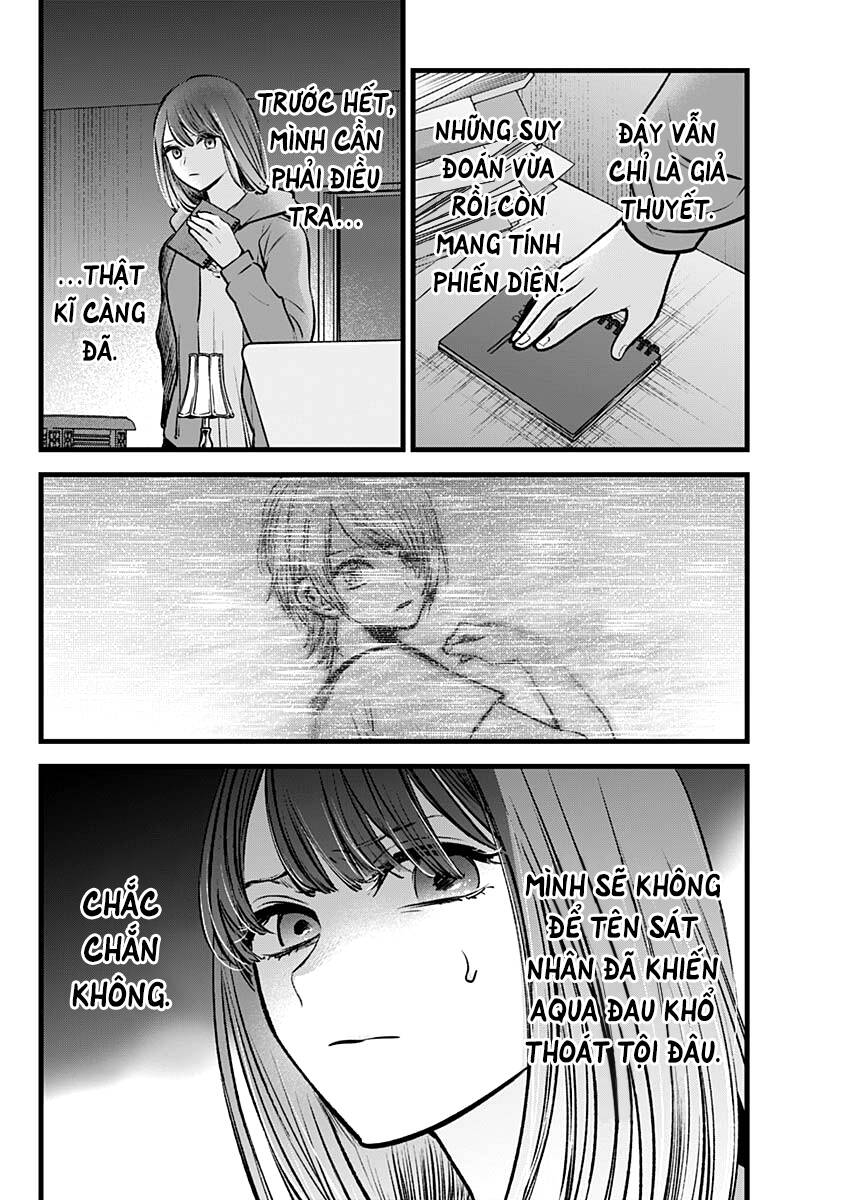 ĐÂY VẪN
CHỈ LÀ GIẢ
THUYẾT.
NHỮNG SUY
ĐOÁN VỪA
RỒI CÒN
MANG TÍNH
PHIẾN DIỆN.
TRƯỚC HẾT,
MÌNH CẦN
PHẢI ĐIỀU
TRA...
...THẬT
KĨ CÀNG
ĐÃ.
MÌNH SẼ KHÔNG
ĐỂ TÊN SÁT
NHÂN ĐÃ KHIẾN
AQUA ĐAU KHỔ
THOÁT TỘI ĐÂU.
CHẮC
CHẮN
KHÔNG.